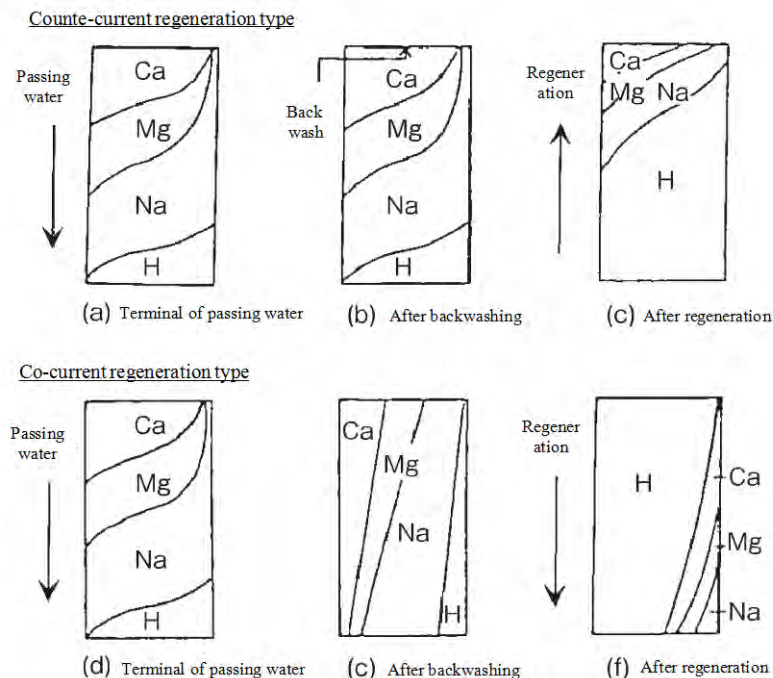 Counte-current regeneration type
Passing
water
Ca
Mg
Na
H
Back
wash
Ca
Mg
Na
H
Regener
ation
Ca
Mg
Na
H
(a) Terminal of passing water
(b) After backwashing
(c) After regeneration
Co-current regeneration type
Passing
water
Ca
Mg
Na
H
Ca
Mg
Na
H
Regener
ation
H
Ca
Mg
Na
(d) Terminal of passing water
(c) After backwashing
(f) After regeneration